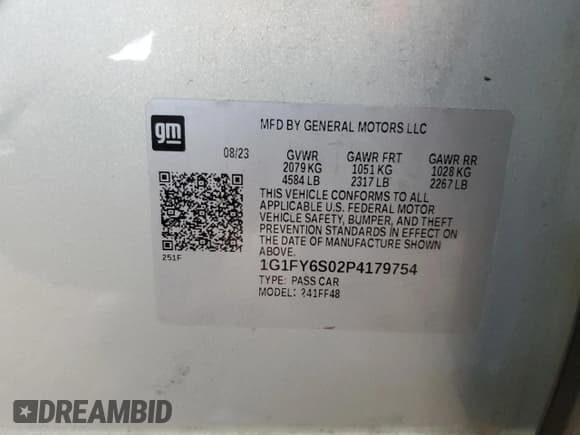 gm
MFD BY GENERAL MOTORS LLC
08/23 GVWR GAWR FRT GAWR RR
2079 KG 1051 KG 1028 KG
4584 LB 2317 LB 2267 LB
THIS VEHICLE CONFORMS TO ALL
APPLICABLE U.S. FEDERAL MOTOR
VEHICLE SAFETY, BUMPER, AND THEFT
PREVENTION STANDARDS IN EFFECT ON
THE DATE OF MANUFACTURE SHOWN
ABOVE.
251F
1G1FY6S02P4179754
TYPE: PASS CAR
MODEL: 241FF48
DREAMBID